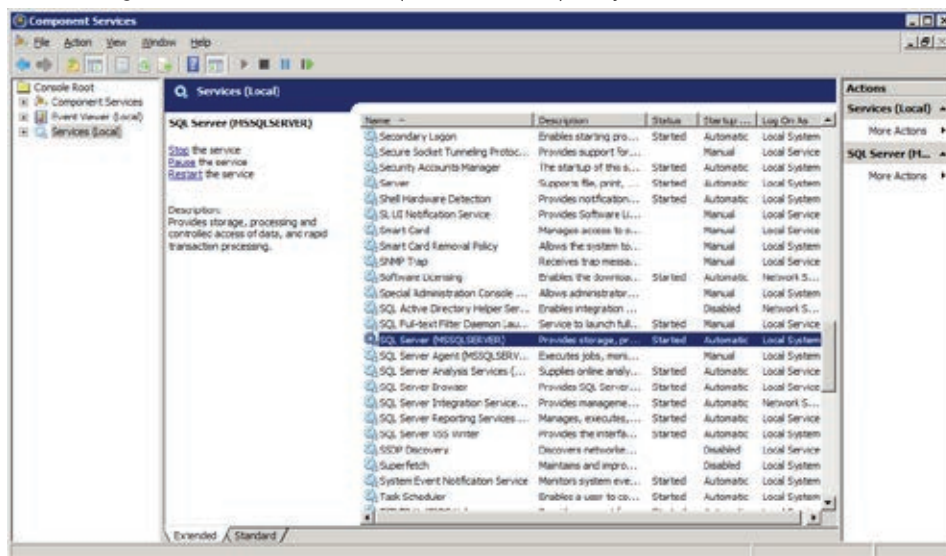 Component Services
File Action View Window Help
Console Root
Component Services
Event Viewer (Local)
Services (Local)
Services (Local)
SQL Server (MSSQLSERVER)
Stop the service
Pause the service
Restart the service
Description:
Provides storage, processing and
controlled access of data, and rapid
transaction processing.
Name Description Status Startup ... Log On As
Secondary Logon Enables starting pro... Started Automatic Local System
Secure Socket Tunneling Protoc... Provides support for... Manual Local Service
Security Accounts Manager The startup of this s... Started Automatic Local System
Server Supports file, print, ... Started Automatic Local System
Shell Hardware Detection Provides notification... Started Automatic Local System
SL UI Notification Service Provides Software Li... Manual Local Service
Smart Card Manages access to s... Manual Local Service
Smart Card Removal Policy Allows the system to... Manual Local System
SNMP Trap Receives trap messa... Manual Local Service
Software Licensing Enables the downloa... Started Automatic Network S...
Special Administration Console ... Allows administrator... Manual Local System
SQL Active Directory Helper Ser... Enables integration ... Disabled Network S...
SQL Full-text Filter Daemon Lau... Service to launch full... Started Manual Local Service
SQL Server (MSSQLSERVER) Provides storage, pr... Started Automatic Local Service
SQL Server Agent (MSSQLSERV... Executes jobs, moni... Manual Local System
SQL Server Analysis Services (... Supplies online analy... Started Automatic Local Service
SQL Server Browser Provides SQL Server... Started Automatic Local Service
SQL Server Integration Service... Provides manageme... Started Automatic Network S...
SQL Server Reporting Services ... Manages, executes,... Started Automatic Local Service
SQL Server VSS Writer Provides the interfa... Started Automatic Local System
SSDP Discovery Discovers networke... Disabled Local Service
Superfetch Maintains and impro... Disabled Local System
System Event Notification Service Monitors system eve... Started Automatic Local System
Task Scheduler Enables a user to co... Started Automatic Local System
Extended Standard
Actions
Services (Local)
More Actions
SQL Server (M...
More Actions